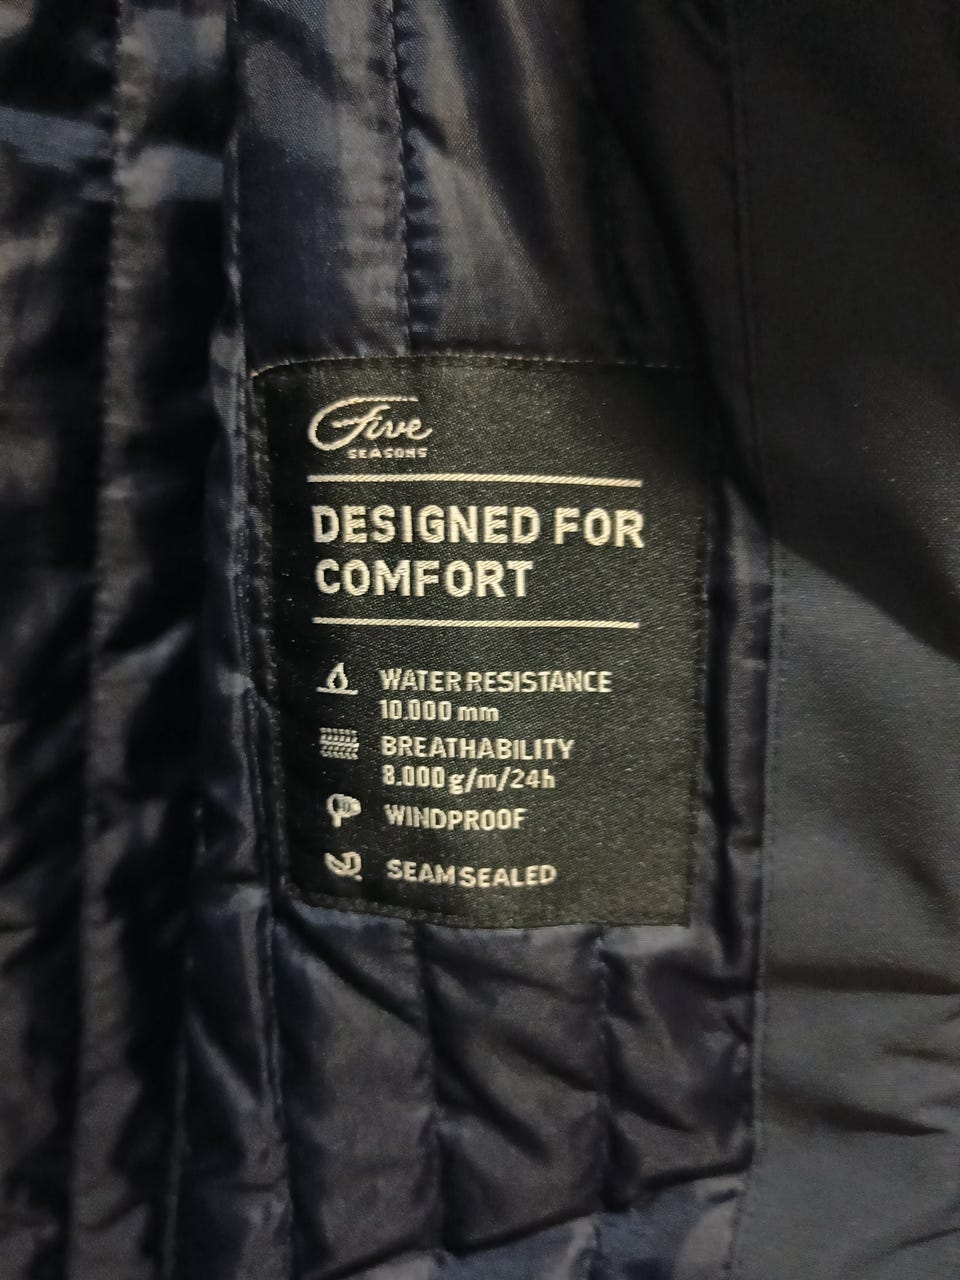 Five
SEASONS
DESIGNED FOR
COMFORT
WATER RESISTANCE
10.000 mm
BREATHABILITY
8.000 g/m/24h
WINDPROOF
SEAM SEALED